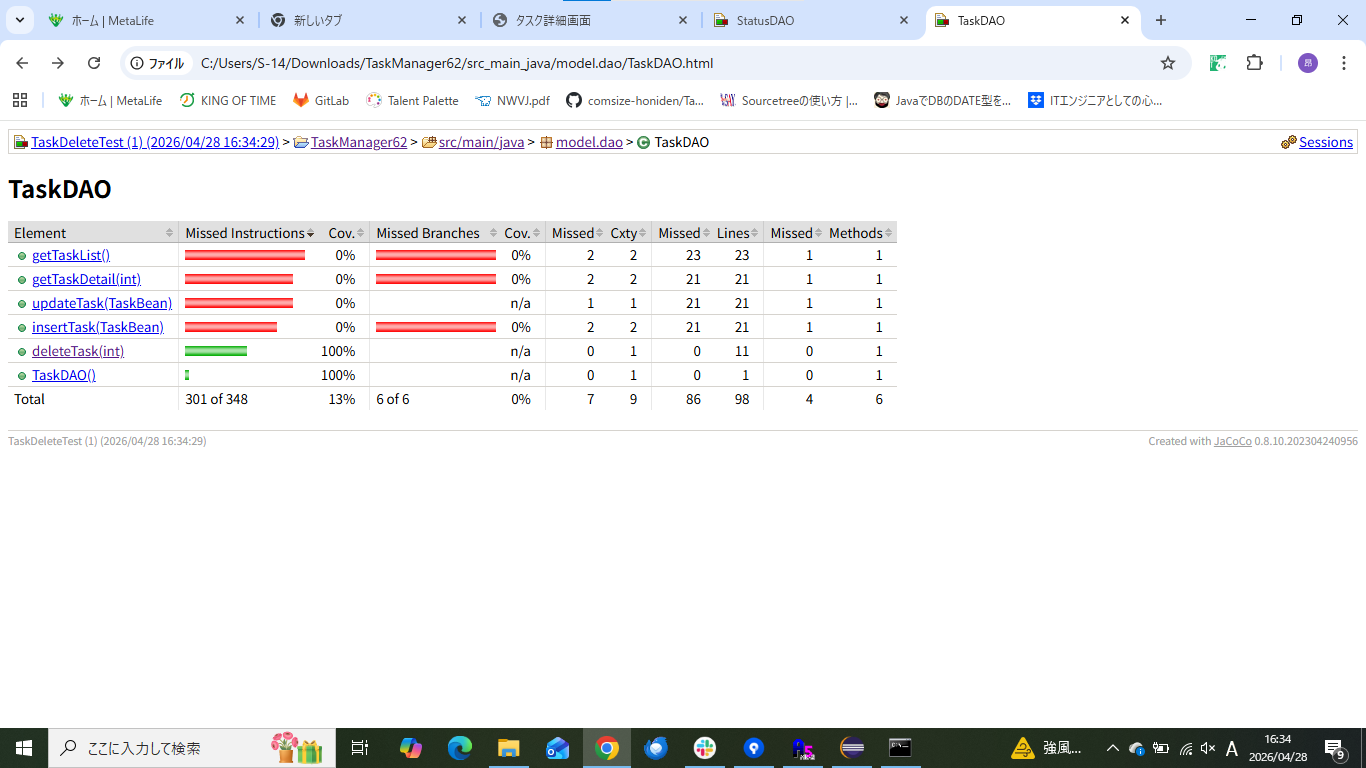 ホーム | MetaLife
新しいタブ
タスク詳細画面
StatusDAO
TaskDAO
ファイル C:/Users/S-14/Downloads/TaskManager62/src_main_java/model.dao/TaskDAO.html 昂
ホーム | MetaLife KING OF TIME GitLab Talent Palette NWVJ.pdf comsize-honiden/Ta... Sourcetreeの使い方 |... JavaでDBのDATE型を... ITエンジニアとしての心...
TaskDeleteTest (1) (2026/04/28 16:34:29) > TaskManager62 > src/main/java > model.dao > TaskDAO Sessions
TaskDAO
Element Missed Instructions Cov. Missed Branches Cov. Missed Cxty Missed Lines Missed Methods
getTaskList() 0% 0% 2 2 23 23 1 1
getTaskDetail(int) 0% 0% 2 2 21 21 1 1
updateTask(TaskBean) 0% n/a 1 1 21 21 1 1
insertTask(TaskBean) 0% 0% 2 2 21 21 1 1
deleteTask(int) 100% n/a 0 1 0 11 0 1
TaskDAO() 100% n/a 0 1 0 1 0 1
Total 301 of 348 13% 6 of 6 0% 7 9 86 98 4 6
TaskDeleteTest (1) (2026/04/28 16:34:29) Created with JaCoCo 0.8.10.202304240956
ここに入力して検索
強風...
A
16:34
2026/04/28
9